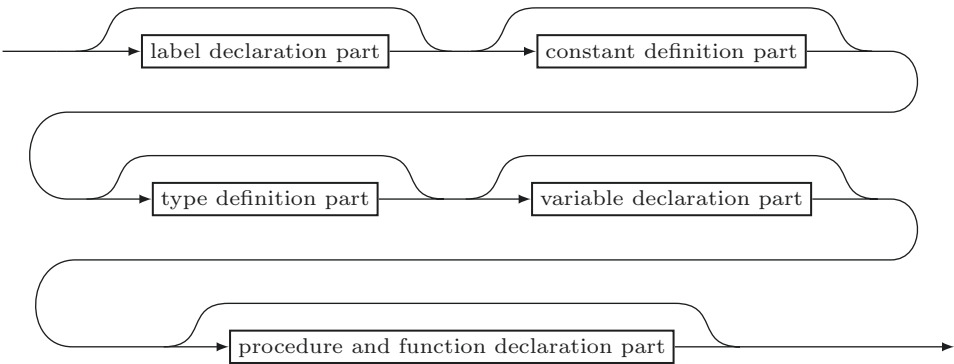 label declaration part
constant definition part
type definition part
variable declaration part
procedure and function declaration part